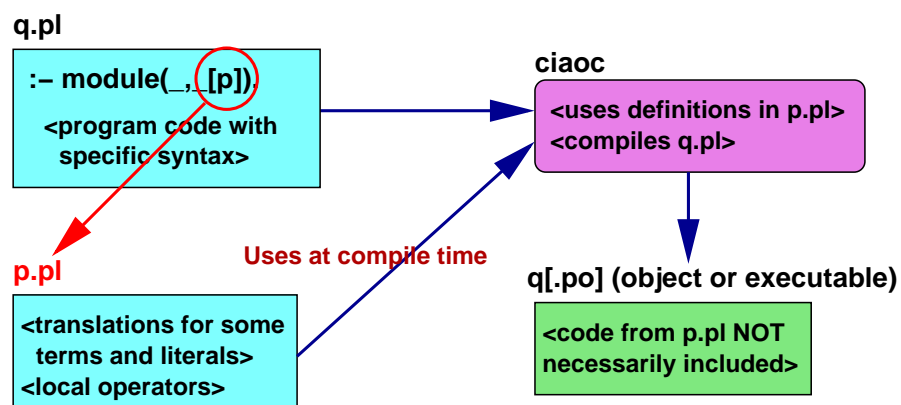 q.pl
:– module(_,_[p]).
<program code with
specific syntax>
ciaoc
<uses definitions in p.pl>
<compiles q.pl>
Uses at compile time
p.pl
<translations for some
terms and literals>
<local operators>
q[.po] (object or executable)
<code from p.pl NOT
necessarily included>